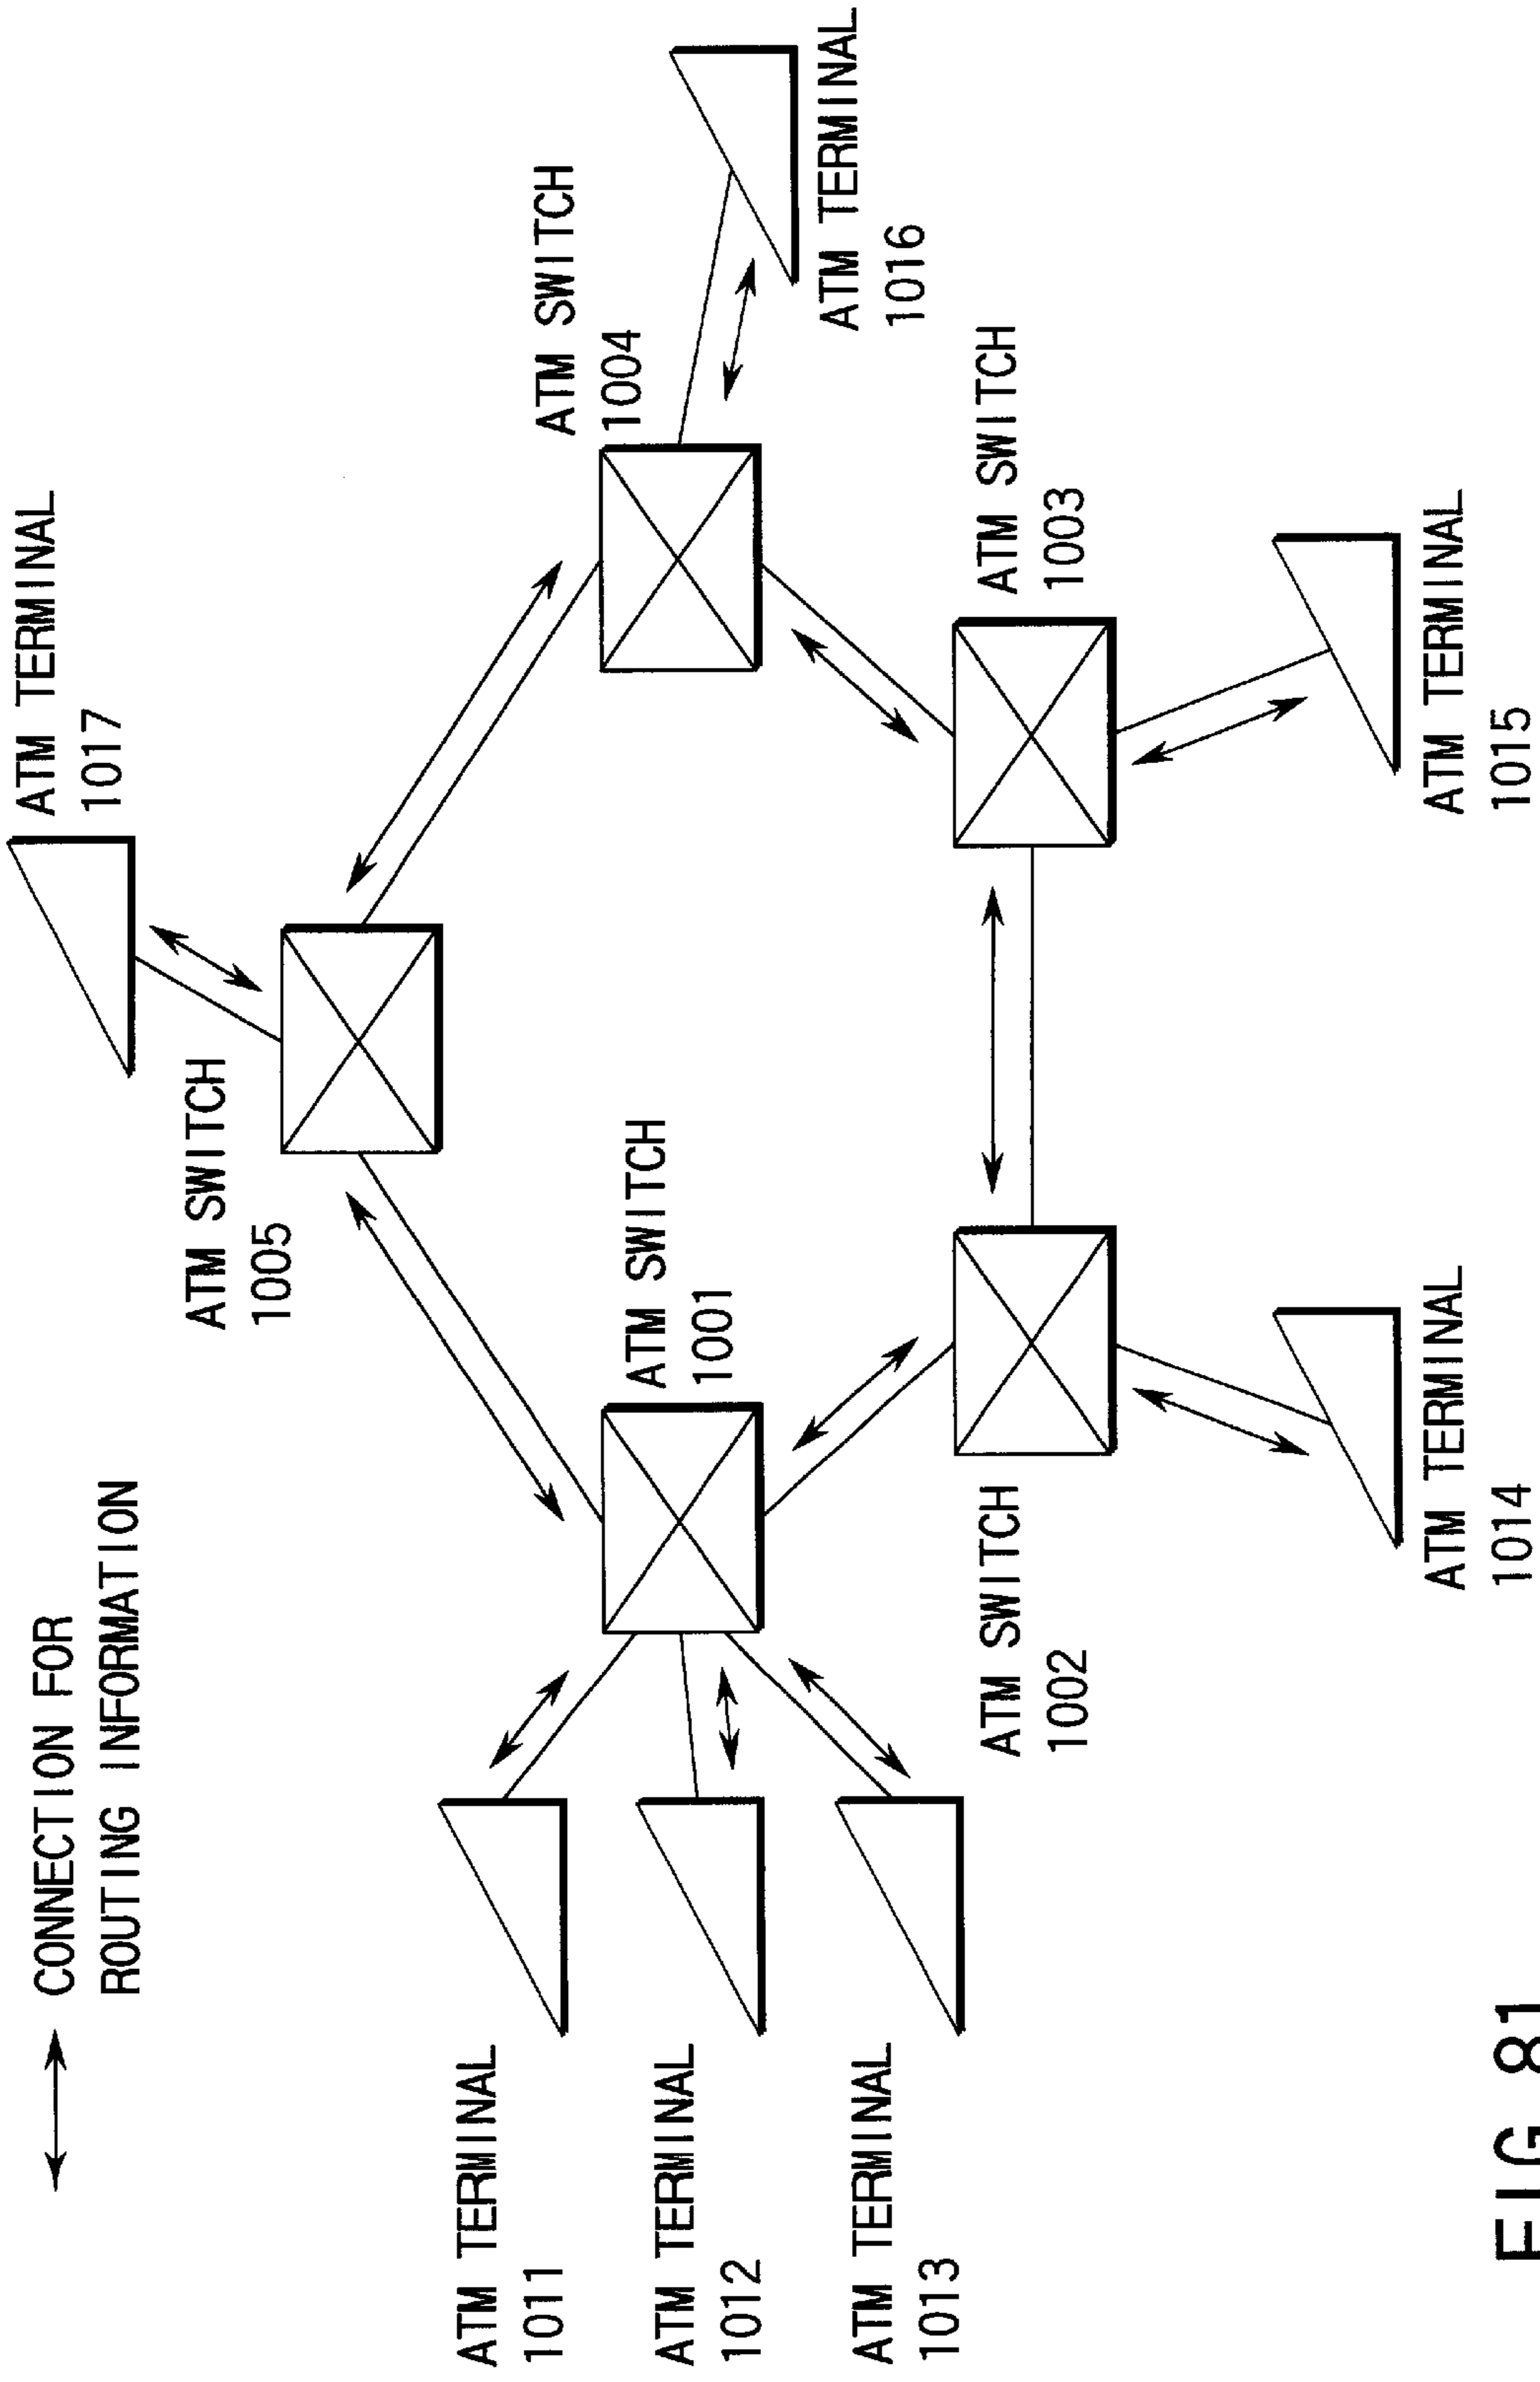 CONNECTION FOR
ROUTING INFORMATION
ATM TERMINAL
1017
ATM SWITCH
1005
ATM SWITCH
1004
ATM TERMINAL
1016
ATM SWITCH
1001
ATM TERMINAL
1011
ATM TERMINAL
1012
ATM TERMINAL
1013
ATM SWITCH
1002
ATM SWITCH
1003
ATM TERMINAL
1014
ATM TERMINAL
1015
FIG. 81